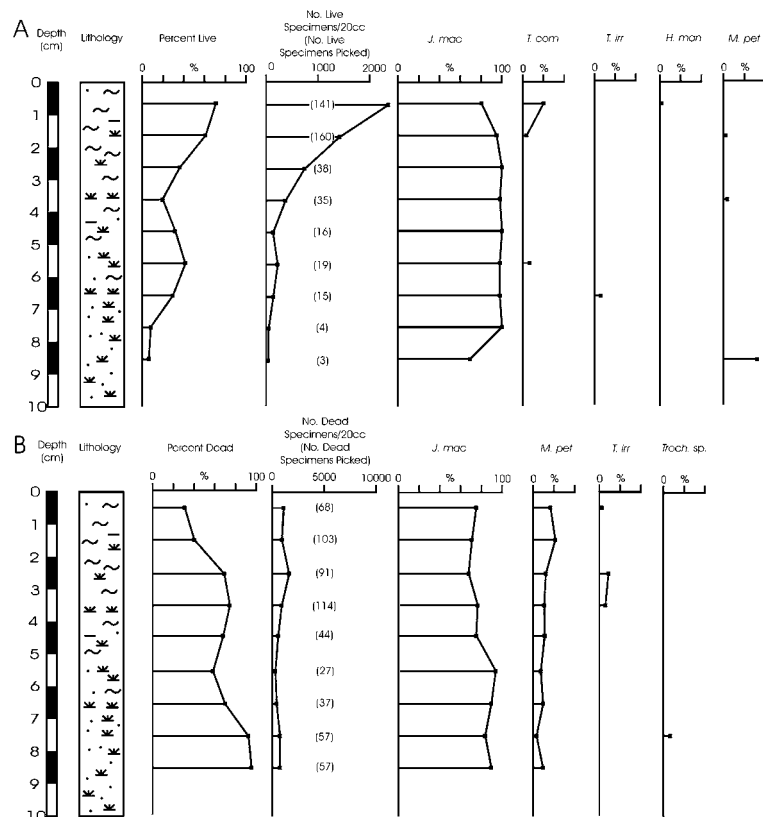 A
Depth
(cm)
Lithology
Percent Live
No. Live
Specimens/20cc
(No. Live
Specimens Picked)
J. mac
T. com
T. irr
H. man
M. pet
% % % % %
0 100 0 1000 2000 0 100 0 0 0 0
0
1
2
3
4
5
6
7
8
9
10
(141)
(160)
(38)
(35)
(16)
(19)
(15)
(4)
(3)
B
Depth
(cm)
Lithology
Percent Dead
No. Dead
Specimens/20cc
(No. Dead
Specimens Picked)
J. mac
M. pet
T. irr
Troch. sp.
% % % % %
0 100 0 5000 10000 0 100 0 0 0
0
1
2
3
4
5
6
7
8
9
10
(68)
(103)
(91)
(114)
(44)
(27)
(37)
(57)
(57)